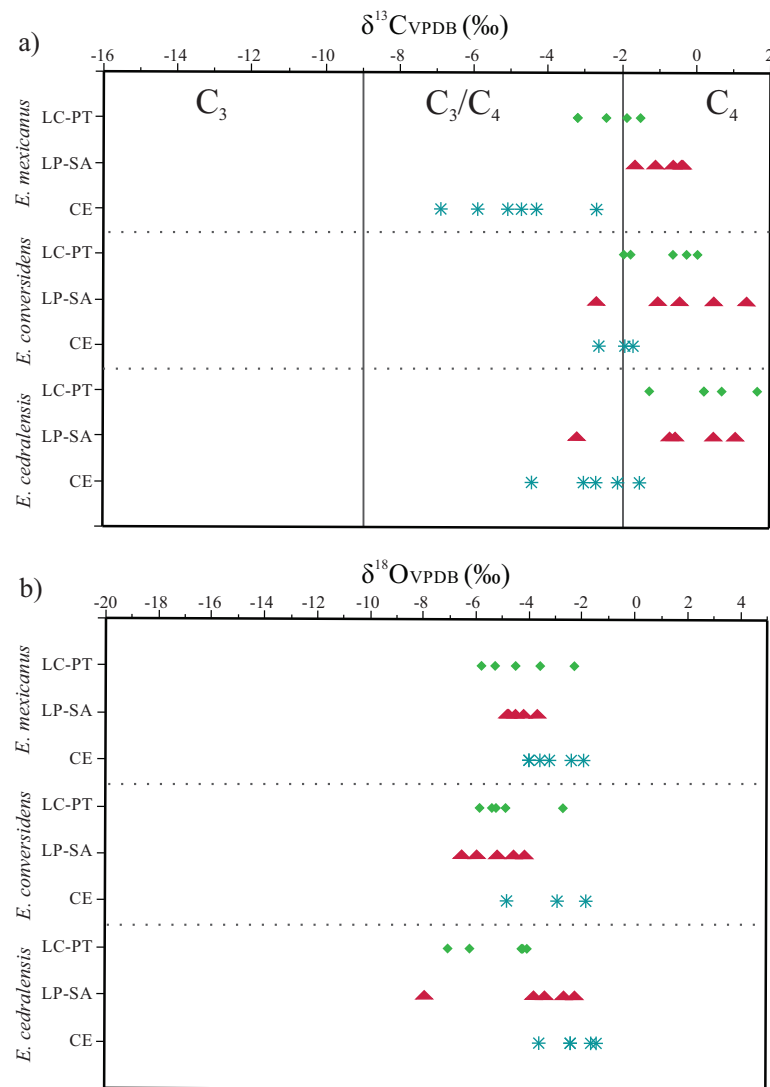 δ¹³CVPDB (‰)
a)
-16 -14 -12 -10 -8 -6 -4 -2 0 2
C₃ C₃/C₄ C₄
E. mexicanus
LC-PT
LP-SA
CE
E. conversidens
LC-PT
LP-SA
CE
E. cedralensis
LC-PT
LP-SA
CE
δ¹⁸OVPDB (‰)
b)
-20 -18 -16 -14 -12 -10 -8 -6 -4 -2 0 2 4
E. mexicanus
LC-PT
LP-SA
CE
E. conversidens
LC-PT
LP-SA
CE
E. cedralensis
LC-PT
LP-SA
CE